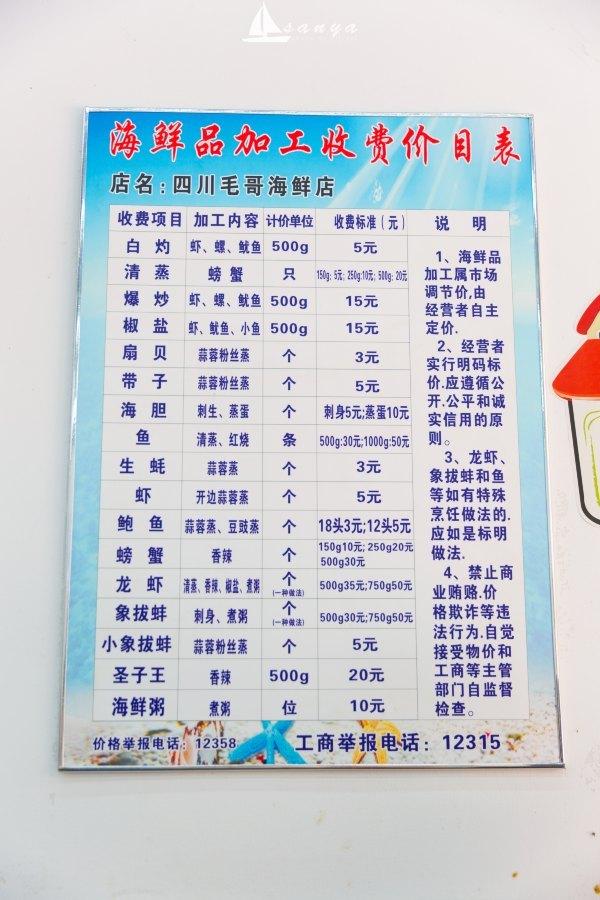 sanya
海鲜品加工收费价目表
店名:四川毛哥海鲜店
收费项目 加工内容 计价单位 收费标准(元) 说 明
白 灼 虾、螺、鱿鱼 500g 5元
清 蒸 螃蟹 只 150g: 5元; 250g:10元; 500g: 20元
爆 炒 虾、螺、鱿鱼 500g 15元
椒 盐 虾、鱿鱼、小鱼 500g 15元
扇 贝 蒜蓉粉丝蒸 个 3元
带 子 蒜蓉粉丝蒸 个 5元
海 胆 刺生、蒸蛋 个 刺身5元;蒸蛋10元
鱼 清蒸、红烧 条 500g:30元;1000g:50元
生 蚝 蒜蓉蒸 个 3元
虾 开边蒜蓉蒸 个 5元
鲍 鱼 蒜蓉蒸、豆豉蒸 个 18头3元;12头5元
螃 蟹 香辣 个 150g10元; 250g20元
500g30元
龙 虾 清蒸、香辣、椒盐、煮粥 个 500g35元;750g50元
(一种做法)
象拔蚌 刺身、煮粥 个 500g30元;750g50元
(一种做法)
小象拔蚌 蒜蓉粉丝蒸 个 5元
圣子王 香辣 500g 20元
海鲜粥 煮粥 位 10元
1、海鲜品
加工属市场
调节价,由
经营者自主
定价.
2、经营者
实行明码标
价.应遵循公
开.公平和诚
实信用的原
则。
3、龙虾、
象拔蚌和鱼
等如有特殊
烹饪做法的.
应如是标明
做法.
4、禁止商
业贿赂.价
格欺诈等违
法行为.自觉
接受物价和
工商等主管
部门自监督
检查。
价格举报电话: 12358 工商举报电话: 12315